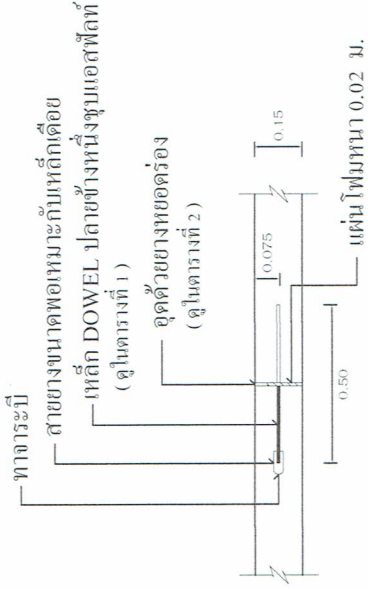 ทาจาระบี
สายยางขนาดพอเหมาะกับเหล็กเดือย
เหล็ก DOWEL ปลายข้างหนึ่งชุบแอสฟัลท์
( ดูในตารางที่ 1 )
อุดด้วยยางหยอดร่อง
( ดูในตารางที่ 2 )
0.075
0.15
0.50
แผ่นโฟมหนา 0.02 ม.